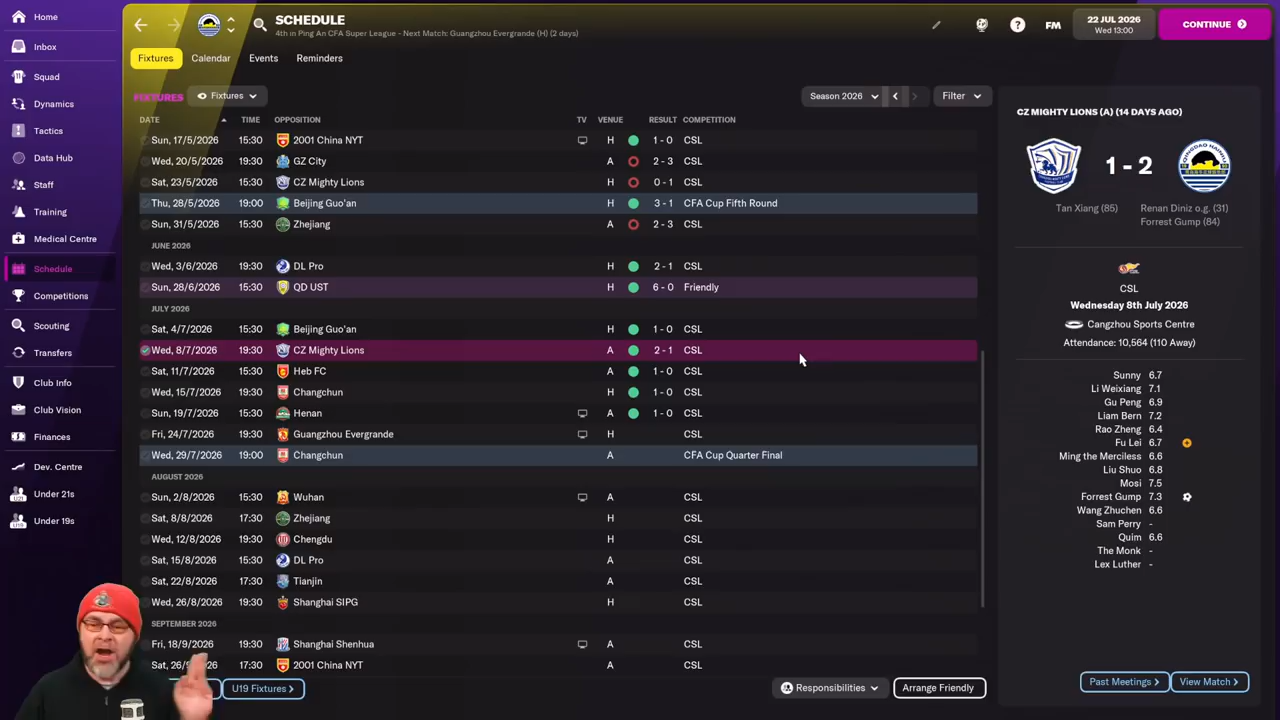 Home
Inbox
Squad
Dynamics
Tactics
Data Hub
Staff
Training
Medical Centre
Schedule
Competitions
Scouting
Transfers
Club Info
Club Vision
Finances
Dev. Centre
Under 21s
Under 19s
SCHEDULE
4th in Ping An CFA Super League - Next Match: Guangzhou Evergrande (H) (2 days)
FM
22 JUL 2026
Wed 13:00
CONTINUE
Fixtures Calendar Events Reminders
FIXTURES Fixtures Season 2026 Filter
DATE TIME OPPOSITION TV VENUE RESULT COMPETITION
Sun, 17/5/2026 15:30 2001 China NYT H 1 - 0 CSL
Wed, 20/5/2026 19:30 GZ City A 2 - 3 CSL
Sat, 23/5/2026 15:30 CZ Mighty Lions H 0 - 1 CSL
Thu, 28/5/2026 19:00 Beijing Guo'an H 3 - 1 CFA Cup Fifth Round
Sun, 31/5/2026 15:30 Zhejiang A 2 - 3 CSL
JUNE 2026
Wed, 3/6/2026 19:30 DL Pro H 2 - 1 CSL
Sun, 28/6/2026 15:30 QD UST H 6 - 0 Friendly
JULY 2026
Sat, 4/7/2026 15:30 Beijing Guo'an H 1 - 0 CSL
Wed, 8/7/2026 19:30 CZ Mighty Lions A 2 - 1 CSL
Sat, 11/7/2026 15:30 Heb FC A 1 - 0 CSL
Wed, 15/7/2026 19:30 Changchun H 1 - 0 CSL
Sun, 19/7/2026 15:30 Henan A 1 - 0 CSL
Fri, 24/7/2026 19:30 Guangzhou Evergrande H CSL
Wed, 29/7/2026 19:00 Changchun A CFA Cup Quarter Final
AUGUST 2026
Sun, 2/8/2026 15:30 Wuhan A CSL
Sat, 8/8/2026 17:30 Zhejiang H CSL
Wed, 12/8/2026 19:30 Chengdu H CSL
Sat, 15/8/2026 19:30 DL Pro A CSL
Sat, 22/8/2026 17:30 Tianjin A CSL
Wed, 26/8/2026 19:30 Shanghai SIPG H CSL
SEPTEMBER 2026
Fri, 18/9/2026 19:30 Shanghai Shenhua A CSL
Sat, 26/9/2026 17:30 2001 China NYT A CSL
U19 Fixtures
Responsibilities
Arrange Friendly
CZ MIGHTY LIONS (A) (14 DAYS AGO)
1 - 2
Tan Xiang (85) Renan Diniz o.g. (31)
Forrest Gump (84)
CSL
Wednesday 8th July 2026
Cangzhou Sports Centre
Attendance: 10,564 (110 Away)
Sunny 6.7
Li Weixiang 7.1
Gu Peng 6.9
Liam Bern 7.2
Rao Zheng 6.4
Fu Lei 6.7
Ming the Merciless 6.6
Liu Shuo 6.8
Mosi 7.5
Forrest Gump 7.3
Wang Zhuchen 6.6
Sam Perry -
Quim 6.6
The Monk -
Lex Luther -
Past Meetings View Match